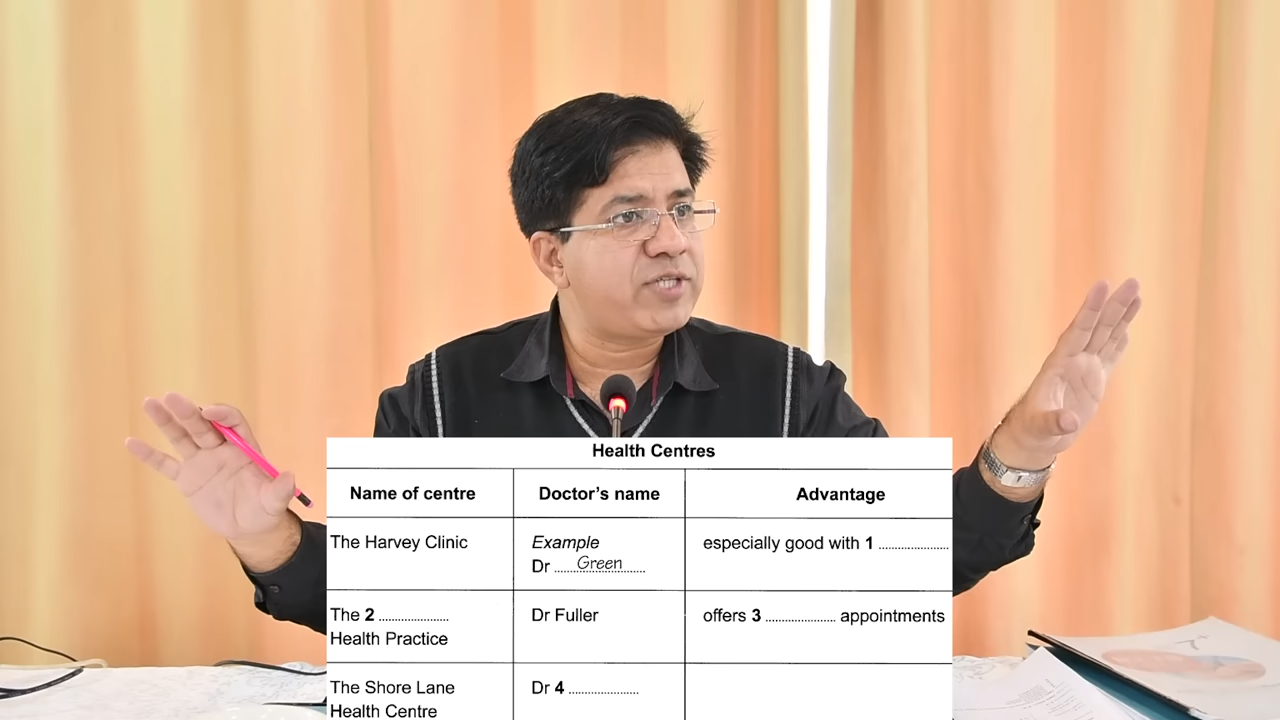 Health Centres
Name of centre Doctor's name Advantage
The Harvey Clinic Example especially good with 1 ......................
Dr ......Green......
The 2 ...................... Dr Fuller offers 3 ...................... appointments
Health Practice
The Shore Lane Dr 4 ......................
Health Centre